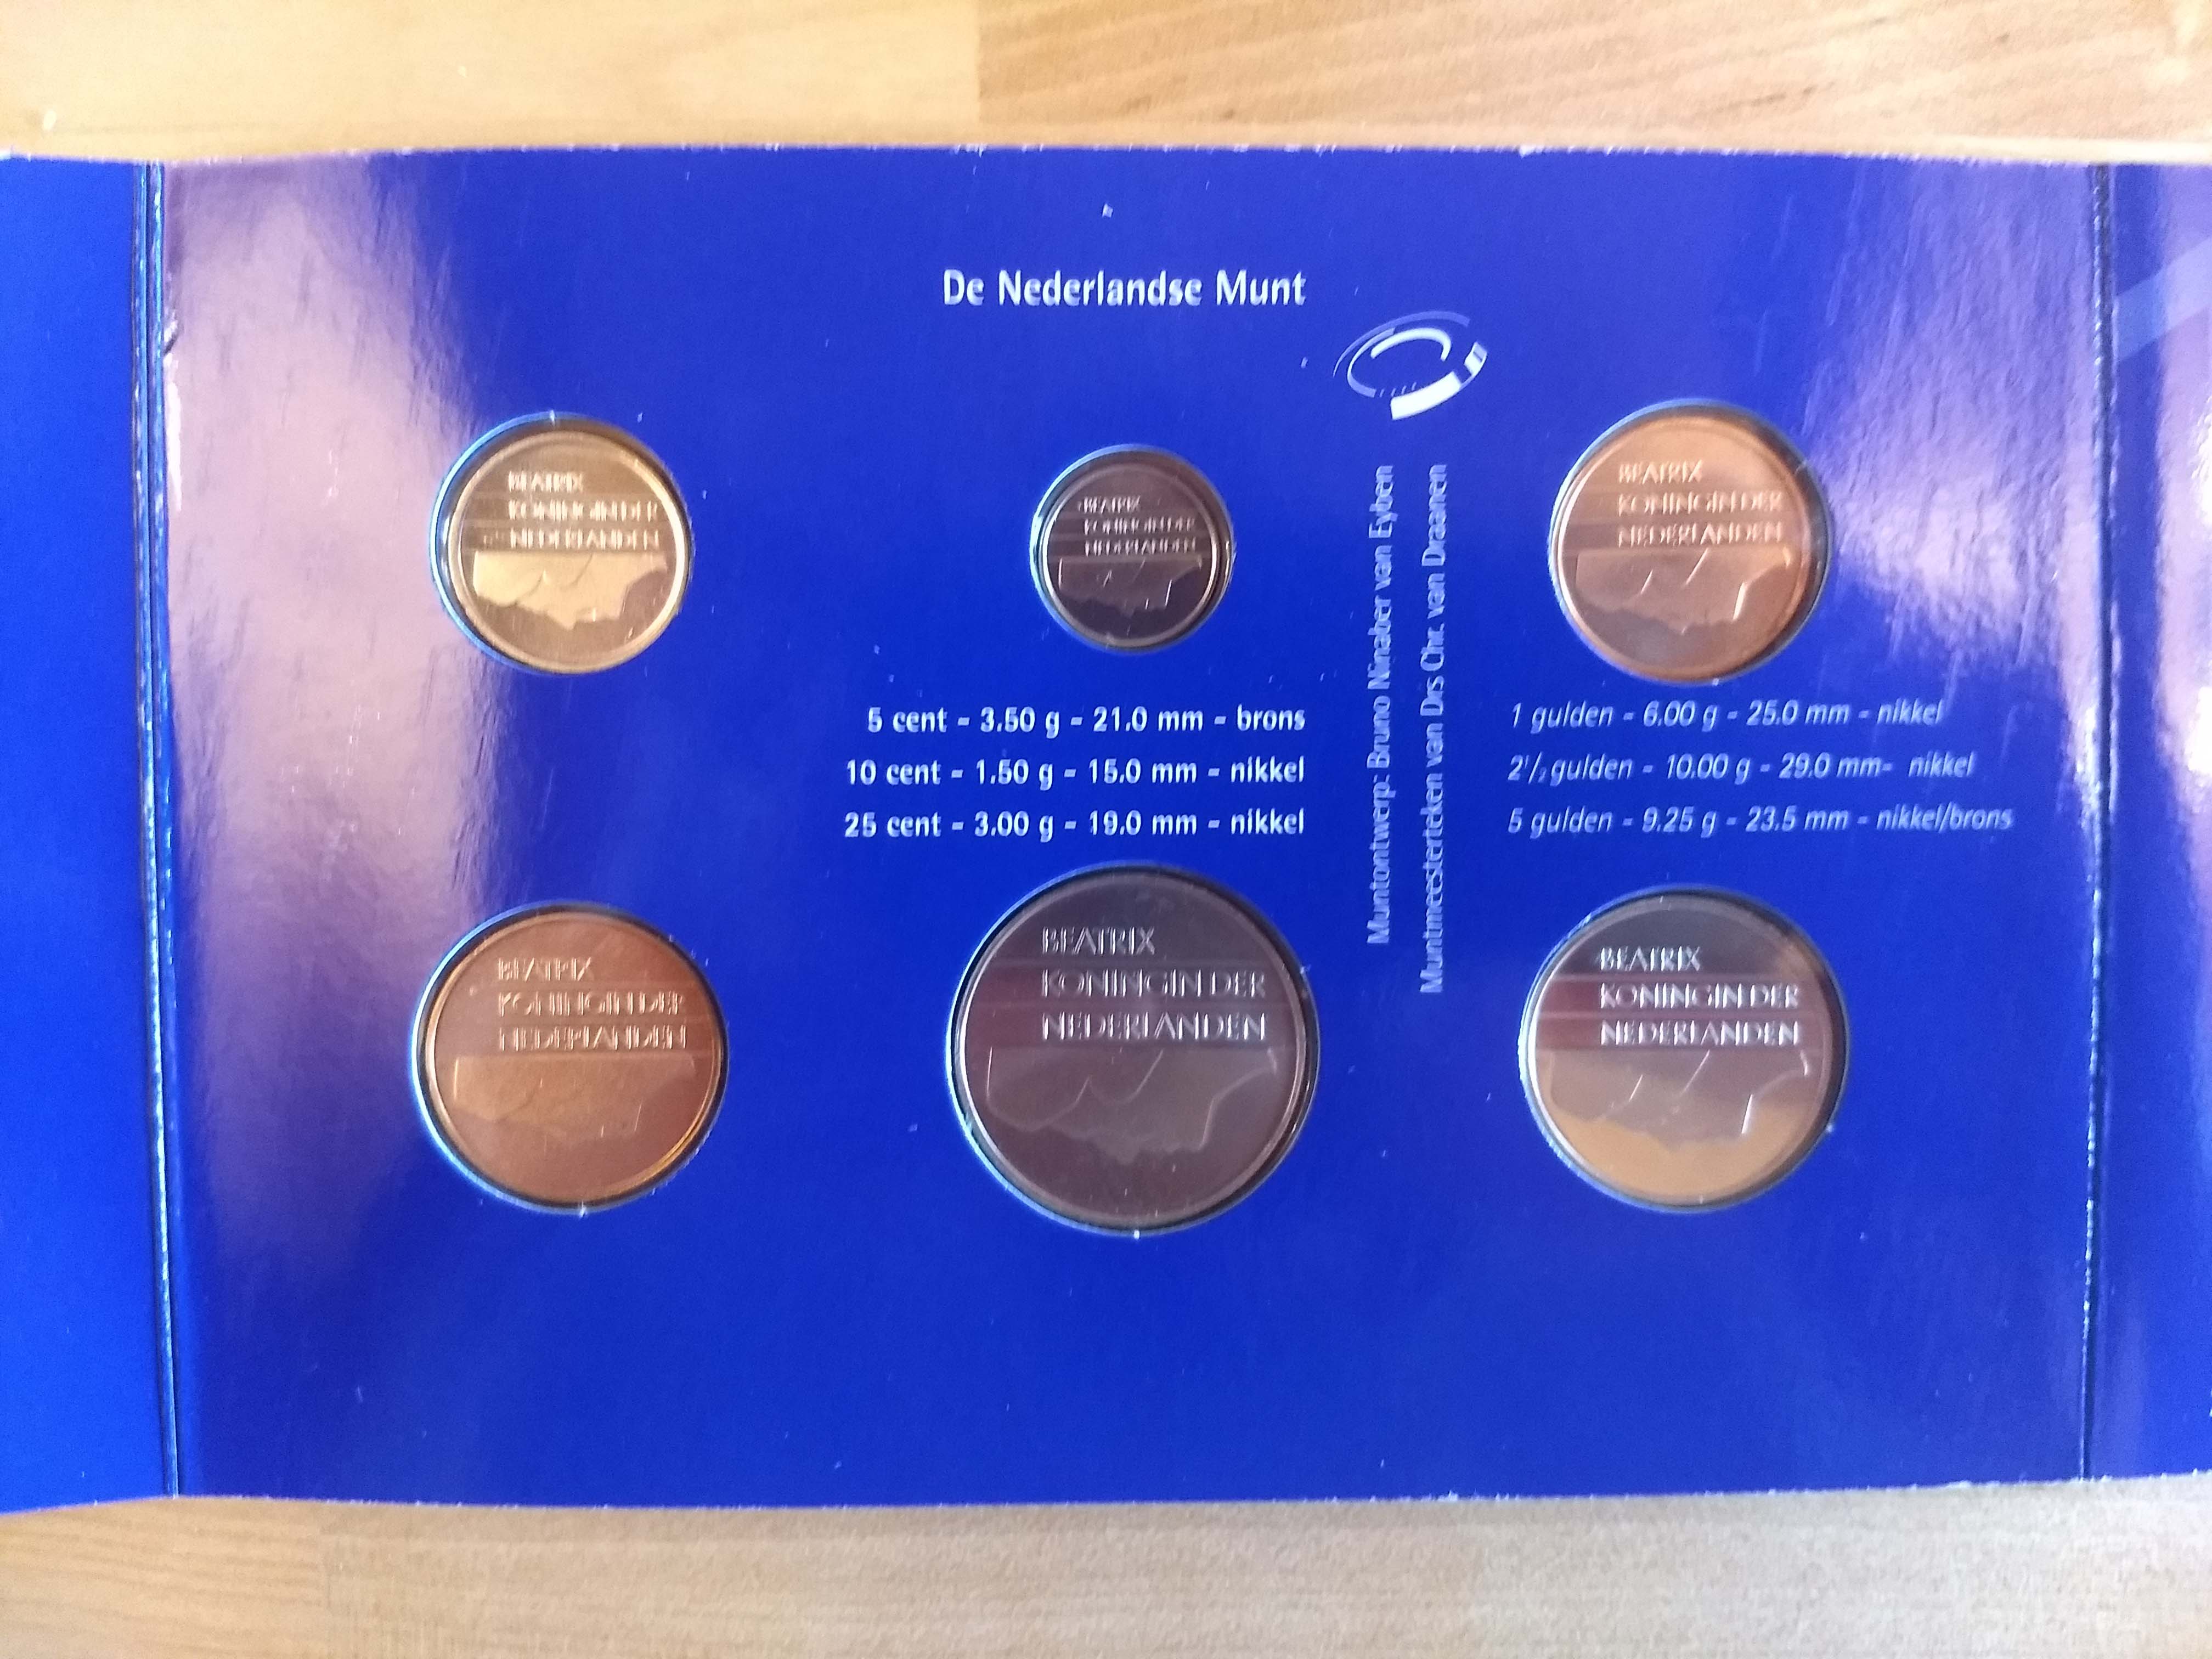 De Nederlandse Munt
BEATRIX
KONINGIN DER
NEDERLANDEN
BEATRIX
KONINGIN DER
NEDERLANDEN
BEATRIX
KONINGIN DER
NEDERLANDEN
5 cent - 3.50 g - 21.0 mm - brons
10 cent - 1.50 g - 15.0 mm - nikkel
25 cent - 3.00 g - 19.0 mm - nikkel
Muntontwerp: Bruno Ninaber van Eyben
Muntmeesterteken van Drs Chr. van Draanen
1 gulden - 6.00 g - 25.0 mm - nikkel
2 1/2 gulden - 10.00 g - 29.0 mm- nikkel
5 gulden - 9.25 g - 23.5 mm - nikkel/brons
BEATRIX
KONINGIN DER
NEDERLANDEN
BEATRIX
KONINGIN DER
NEDERLANDEN
BEATRIX
KONINGIN DER
NEDERLANDEN